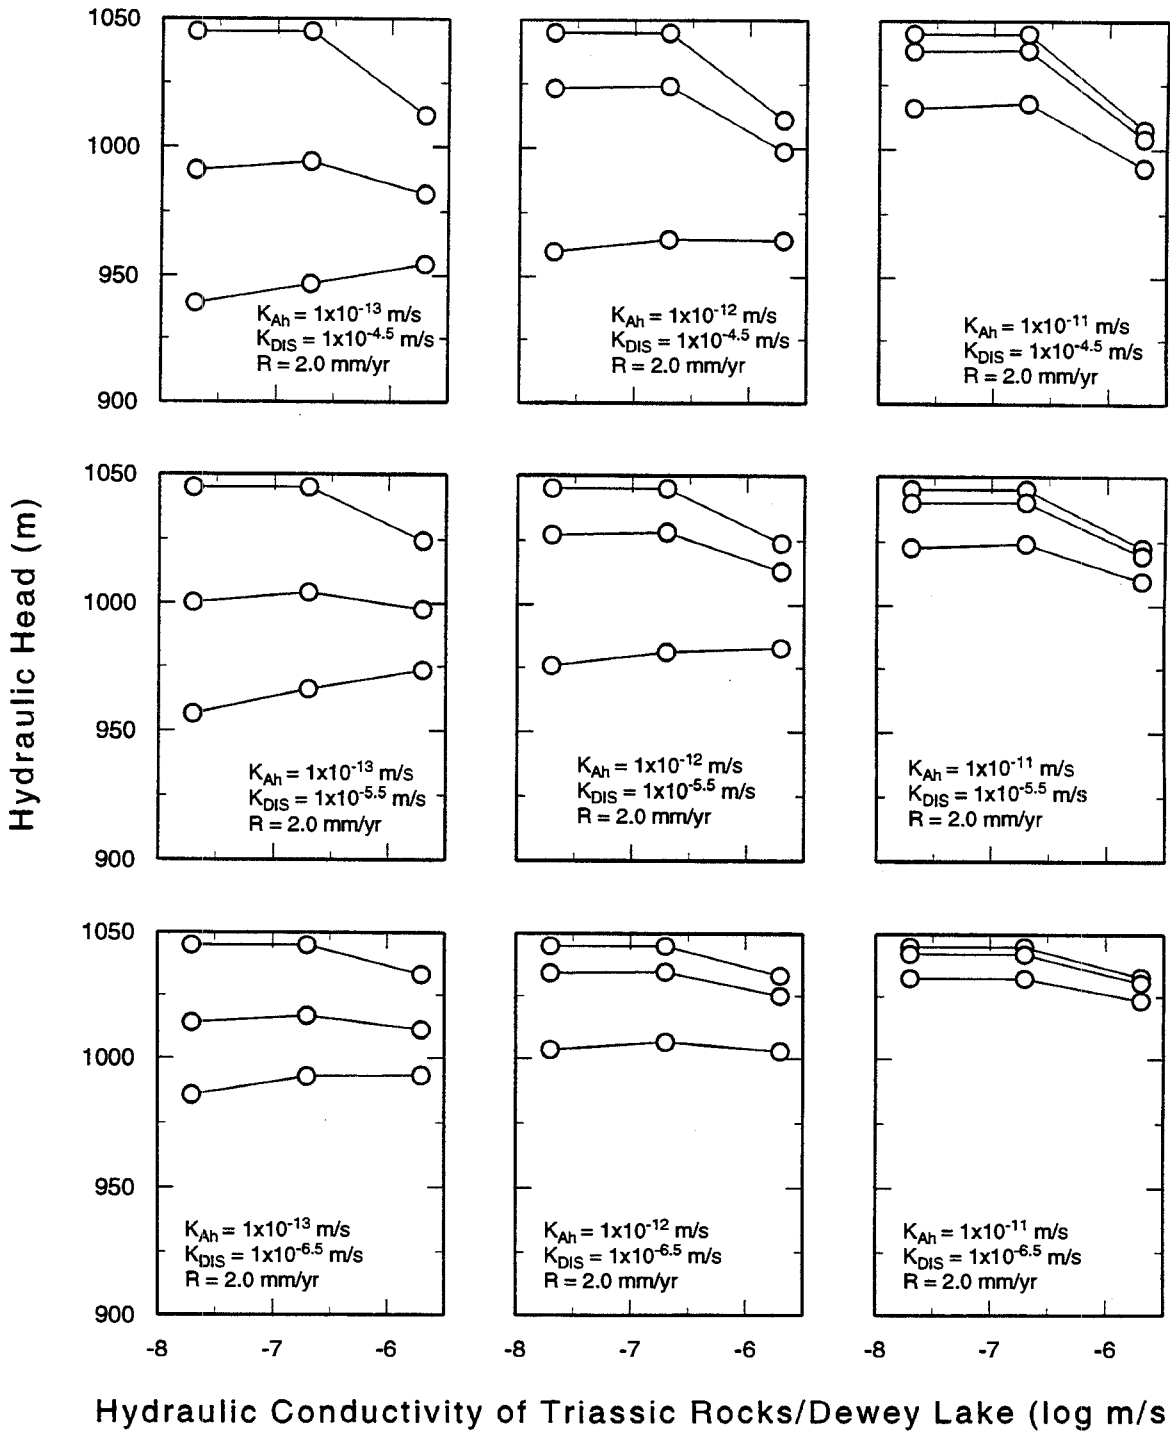 1050
1000
950
900
K_Ah = 1x10^-13 m/s
K_DIS = 1x10^-4.5 m/s
R = 2.0 mm/yr
K_Ah = 1x10^-12 m/s
K_DIS = 1x10^-4.5 m/s
R = 2.0 mm/yr
K_Ah = 1x10^-11 m/s
K_DIS = 1x10^-4.5 m/s
R = 2.0 mm/yr
Hydraulic Head (m)
1050
1000
950
900
K_Ah = 1x10^-13 m/s
K_DIS = 1x10^-5.5 m/s
R = 2.0 mm/yr
K_Ah = 1x10^-12 m/s
K_DIS = 1x10^-5.5 m/s
R = 2.0 mm/yr
K_Ah = 1x10^-11 m/s
K_DIS = 1x10^-5.5 m/s
R = 2.0 mm/yr
1050
1000
950
900
K_Ah = 1x10^-13 m/s
K_DIS = 1x10^-6.5 m/s
R = 2.0 mm/yr
K_Ah = 1x10^-12 m/s
K_DIS = 1x10^-6.5 m/s
R = 2.0 mm/yr
K_Ah = 1x10^-11 m/s
K_DIS = 1x10^-6.5 m/s
R = 2.0 mm/yr
-8 -7 -6 -8 -7 -6 -8 -7 -6
Hydraulic Conductivity of Triassic Rocks/Dewey Lake (log m/s